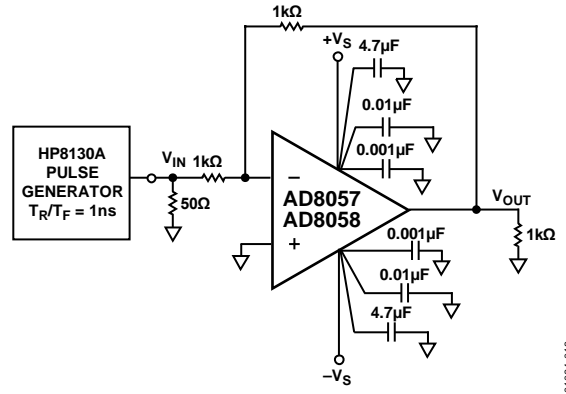 1kΩ
+VS
4.7µF
0.01µF
0.001µF
HP8130A
PULSE
GENERATOR
TR/TF = 1ns
VIN
1kΩ
50Ω
−
+
AD8057
AD8058
VOUT
1kΩ
0.001µF
0.01µF
4.7µF
−VS